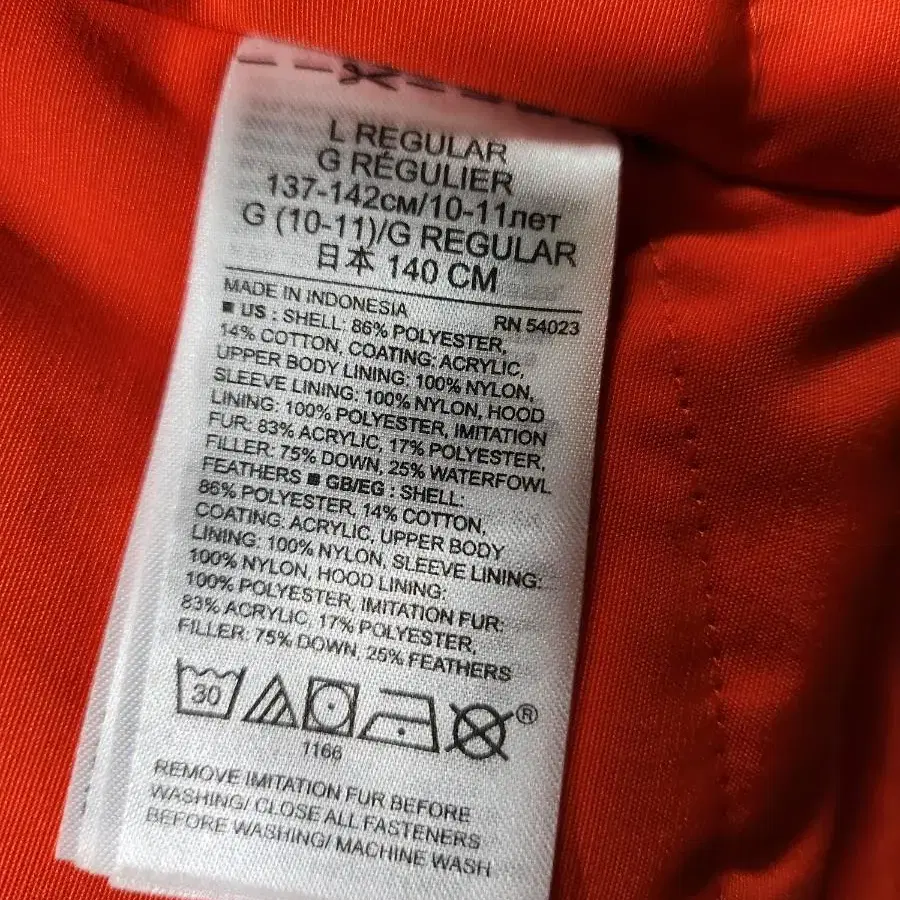 L REGULAR
G RÉGULIER
137-142см/10-11лет
G (10-11)/G REGULAR
日本 140 CM
MADE IN INDONESIA RN 54023
■ US : SHELL: 86% POLYESTER,
14% COTTON, COATING: ACRYLIC,
UPPER BODY LINING: 100% NYLON,
SLEEVE LINING: 100% NYLON, HOOD
LINING: 100% POLYESTER, IMITATION
FUR: 83% ACRYLIC, 17% POLYESTER,
FILLER: 75% DOWN, 25% WATERFOWL
FEATHERS ■ GB/EG : SHELL:
86% POLYESTER, 14% COTTON,
COATING: ACRYLIC, UPPER BODY
LINING: 100% NYLON, SLEEVE LINING:
100% NYLON, HOOD LINING:
100% POLYESTER, IMITATION FUR:
83% ACRYLIC, 17% POLYESTER,
FILLER: 75% DOWN, 25% FEATHERS
30 ®
1166
REMOVE IMITATION FUR BEFORE
WASHING/ CLOSE ALL FASTENERS
BEFORE WASHING/ MACHINE WASH